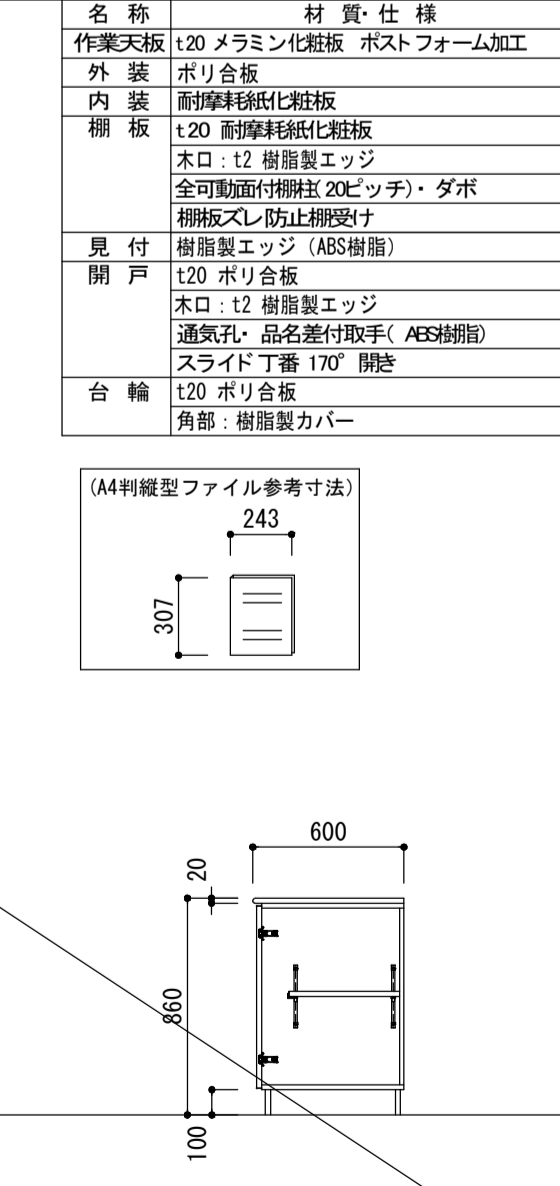 名 称 材 質・仕 様
作業天板 t20 メラミン化粧板 ポストフォーム加工
外 装 ポリ合板
内 装 耐摩耗紙化粧板
棚 板 t20 耐摩耗紙化粧板
木口：t2 樹脂製エッジ
全可動面付棚柱(20ピッチ)・ダボ
棚板ズレ防止棚受け
見 付 樹脂製エッジ（ABS樹脂）
開 戸 t20 ポリ合板
木口：t2 樹脂製エッジ
通気孔・品名差付取手( ABS樹脂)
スライド丁番 170°開き
台 輪 t20 ポリ合板
角部：樹脂製カバー
(A4判縦型ファイル参考寸法)
243
307
600
20
860
100